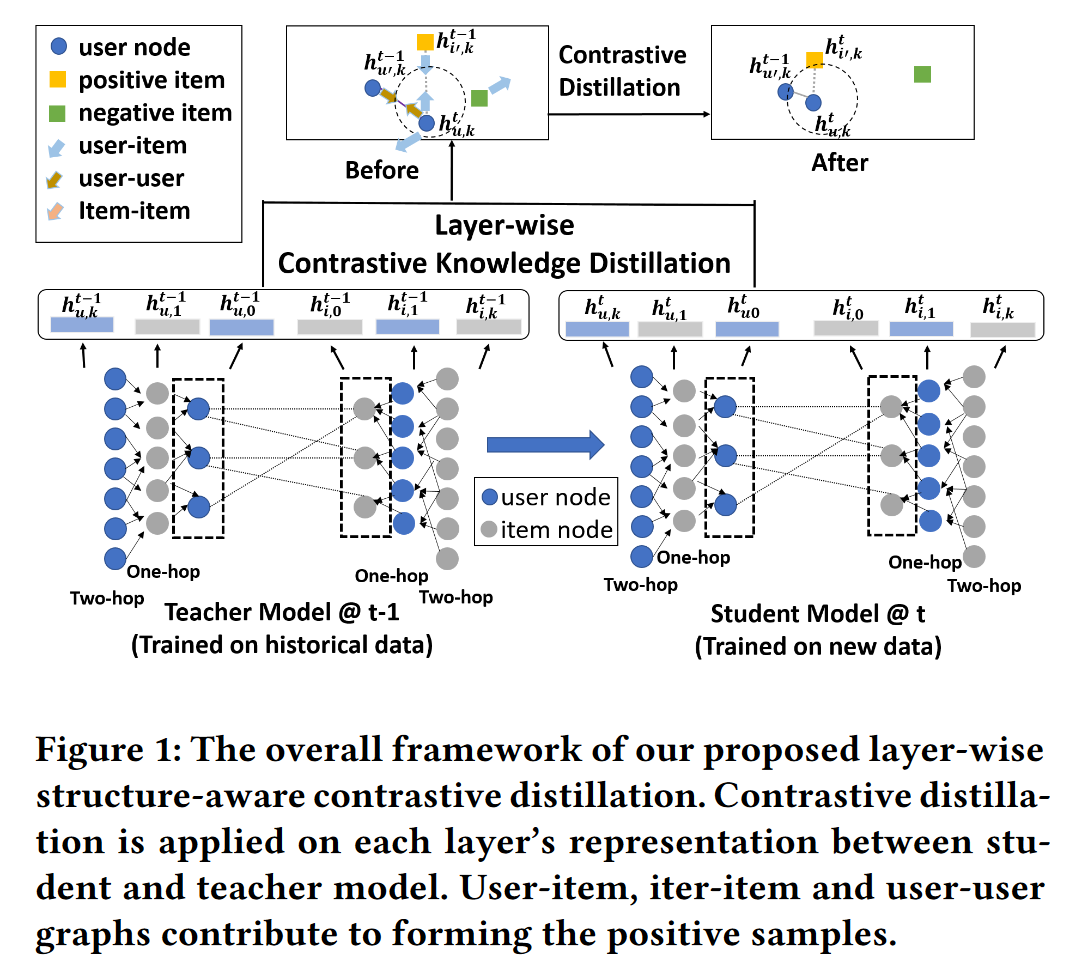 user node
positive item
negative item
user-item
user-user
Item-item
h_{u′,k}^{t−1}
h_{i′,k}^{t−1}
h_{u,k}^{t}
Before
Contrastive
Distillation
h_{u′,k}^{t−1}
h_{i′,k}^{t}
h_{u,k}^{t}
After
Layer-wise
Contrastive Knowledge Distillation
h_{u,k}^{t−1} h_{u,1}^{t−1} h_{u,0}^{t−1} h_{i,0}^{t−1} h_{i,1}^{t−1} h_{i,k}^{t−1}
h_{u,k}^{t} h_{u,1}^{t} h_{u0}^{t} h_{i,0}^{t} h_{i,1}^{t} h_{i,k}^{t}
user node
item node
One-hop
Two-hop
One-hop
Two-hop
Teacher Model @ t-1
(Trained on historical data)
One-hop
Two-hop
One-hop
Two-hop
Student Model @ t
(Trained on new data)
Figure 1: The overall framework of our proposed layer-wise
structure-aware contrastive distillation. Contrastive distilla-
tion is applied on each layer’s representation between stu-
dent and teacher model. User-item, iter-item and user-user
graphs contribute to forming the positive samples.